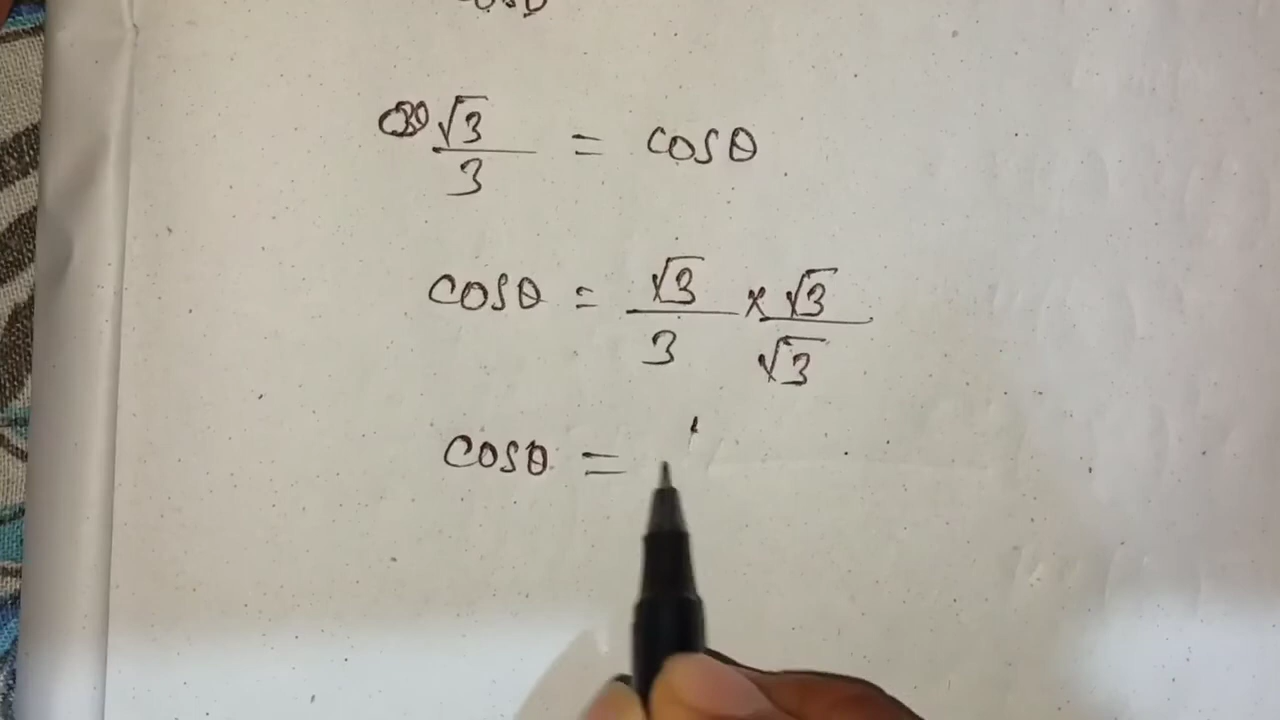 √3/3 = cosθ
cosθ = √3/3 × √3/√3
cosθ =